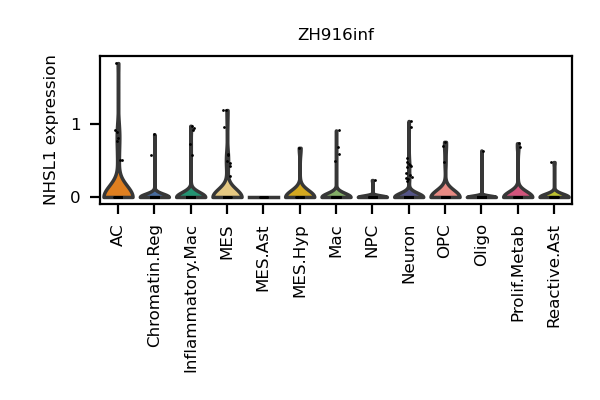 ZH916inf
NHSL1 expression
1
0
AC
Chromatin.Reg
Inflammatory.Mac
MES
MES.Ast
MES.Hyp
Mac
NPC
Neuron
OPC
Oligo
Prolif.Metab
Reactive.Ast